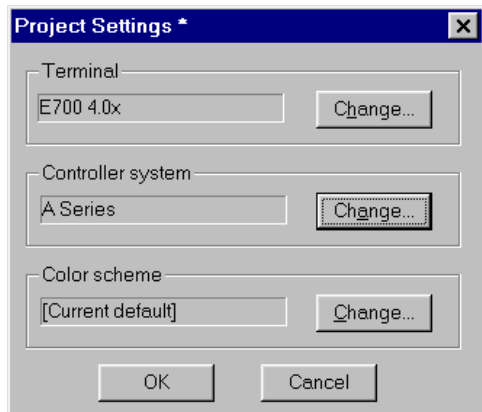 Project Settings *
Terminal
E700 4.0x
Change...
Controller system
A Series
Change...
Color scheme
[Current default]
Change...
OK
Cancel